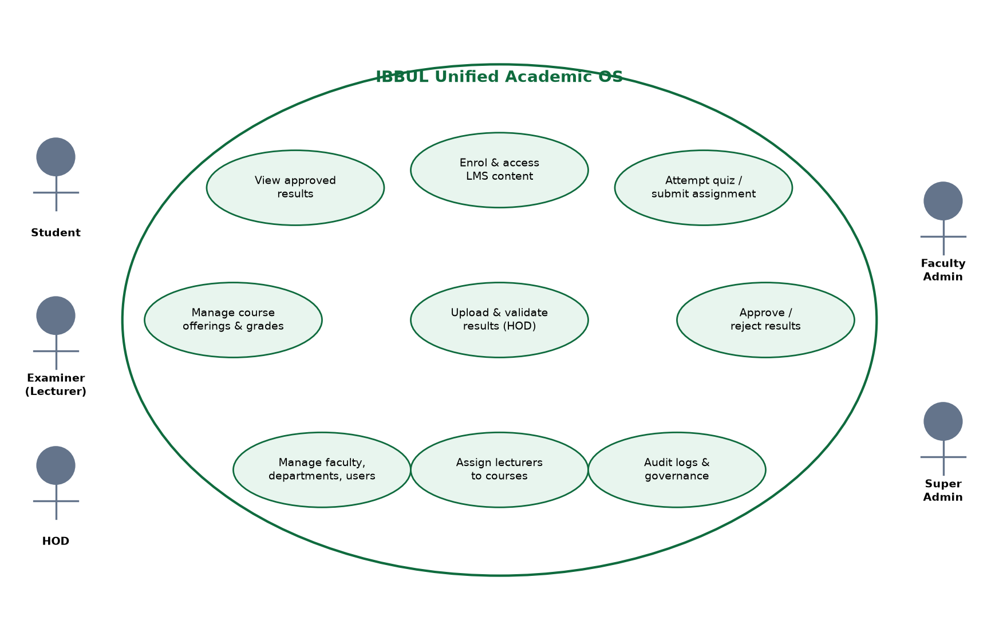 IBBUL Unified Academic OS
View approved
results
Enrol & access
LMS content
Attempt quiz /
submit assignment
Student
Faculty
Admin
Manage course
offerings & grades
Upload & validate
results (HOD)
Approve /
reject results
Examiner
(Lecturer)
Manage faculty,
departments, users
Assign lecturers
to courses
Audit logs &
governance
Super
Admin
HOD